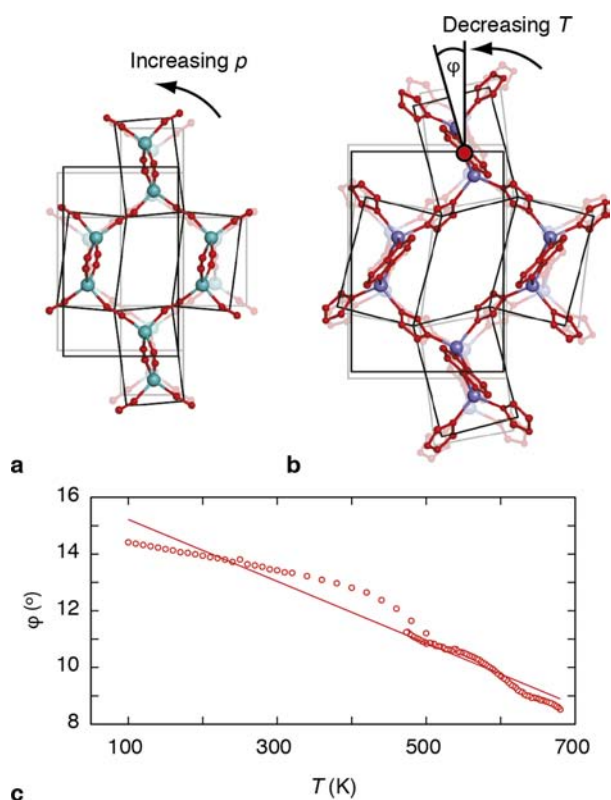 Increasing p
Decreasing T
φ
a
b
16
14
12
10
8
φ (°)
100
300
500
700
T (K)
c